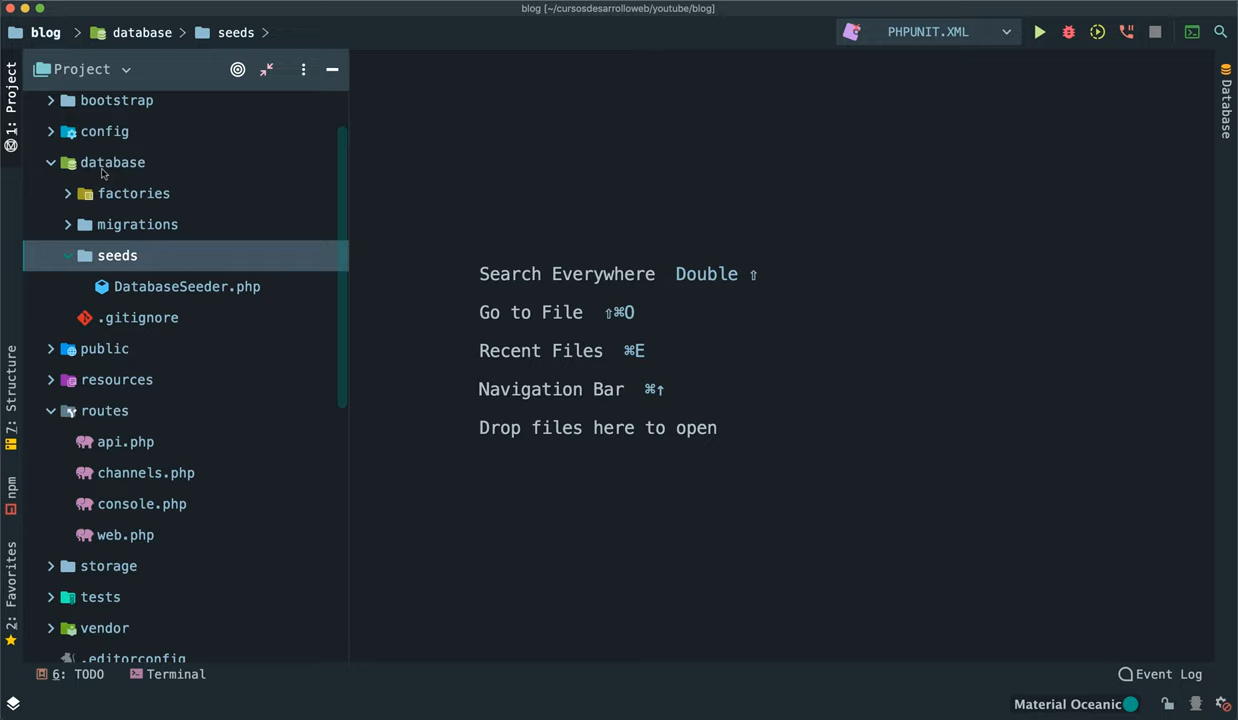 blog [~/cursosdesarrolloweb/youtube/blog]
blog > database > seeds >
PHPUNIT.XML
1: Project
Project
bootstrap
config
database
factories
migrations
seeds
DatabaseSeeder.php
.gitignore
public
resources
routes
api.php
channels.php
console.php
web.php
storage
tests
vendor
.editorconfig
Search Everywhere Double ⇧
Go to File ⇧⌘O
Recent Files ⌘E
Navigation Bar ⌘↑
Drop files here to open
Database
7: Structure
npm
2: Favorites
6: TODO
Terminal
Event Log
Material Oceanic